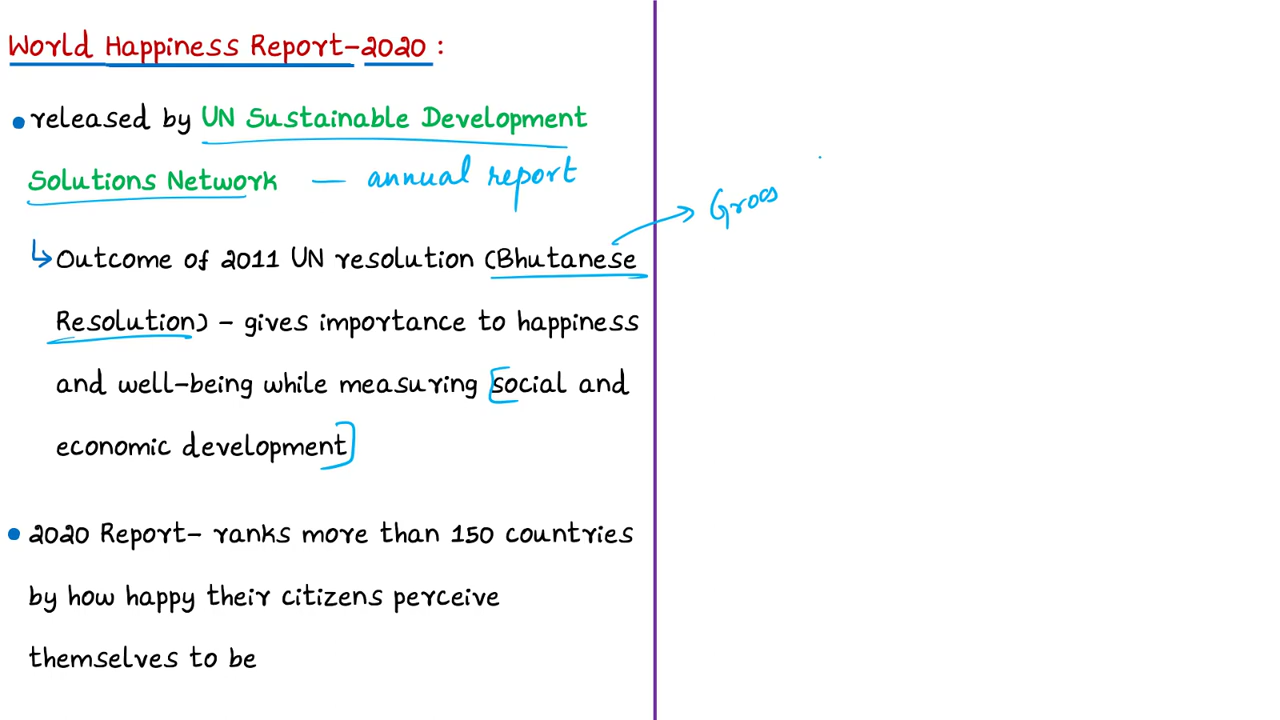 World Happiness Report-2020 :
• released by UN Sustainable Development
Solutions Network — annual report
↳ Outcome of 2011 UN resolution (Bhutanese
Resolution) - gives importance to happiness
and well-being while measuring [social and
economic development]
• 2020 Report- ranks more than 150 countries
by how happy their citizens perceive
themselves to be
→ Gross